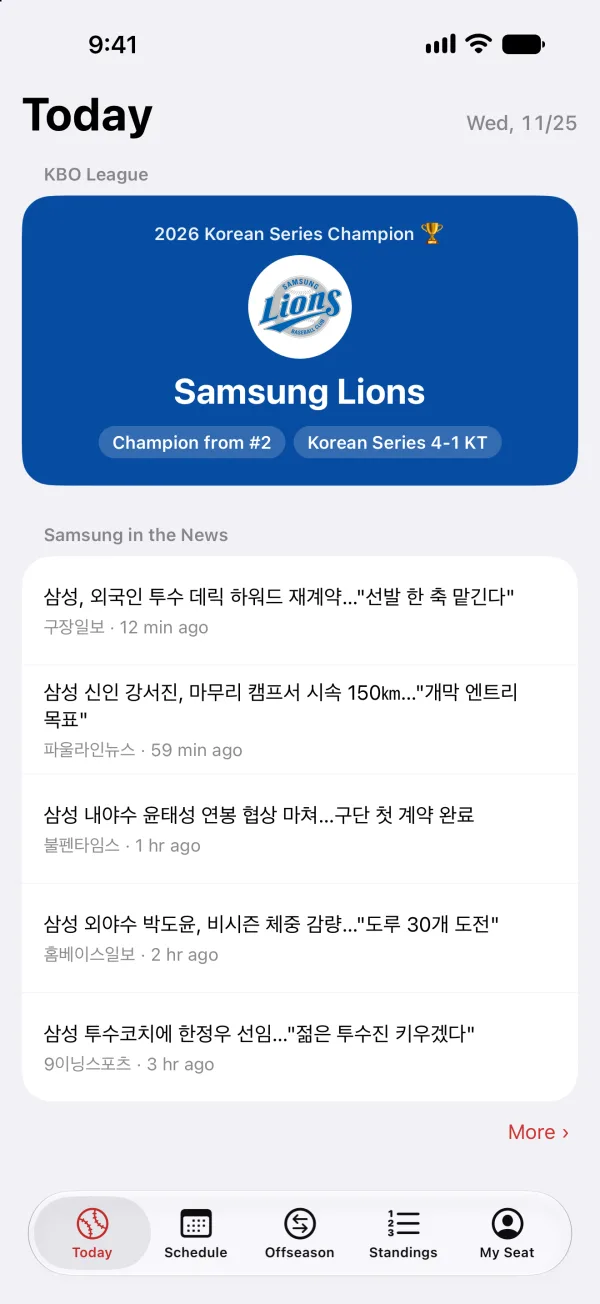 9:41
Today
Wed, 11/25
KBO League
2026 Korean Series Champion 🏆
SAMSUNG
Lions
BASEBALL CLUB
Samsung Lions
Champion from #2
Korean Series 4-1 KT
Samsung in the News
삼성, 외국인 투수 데릭 하워드 재계약..."선발 한 축 맡긴다"
구장일보 · 12 min ago
삼성 신인 강서진, 마무리 캠프서 시속 150㎞..."개막 엔트리
목표"
파울라인뉴스 · 59 min ago
삼성 내야수 윤태성 연봉 협상 마쳐...구단 첫 계약 완료
불펜타임스 · 1 hr ago
삼성 외야수 박도윤, 비시즌 체중 감량..."도루 30개 도전"
홈베이스일보 · 2 hr ago
삼성 투수코치에 한정우 선임..."젊은 투수진 키우겠다"
9이닝스포츠 · 3 hr ago
More ›
Today
Schedule
Offseason
Standings
My Seat